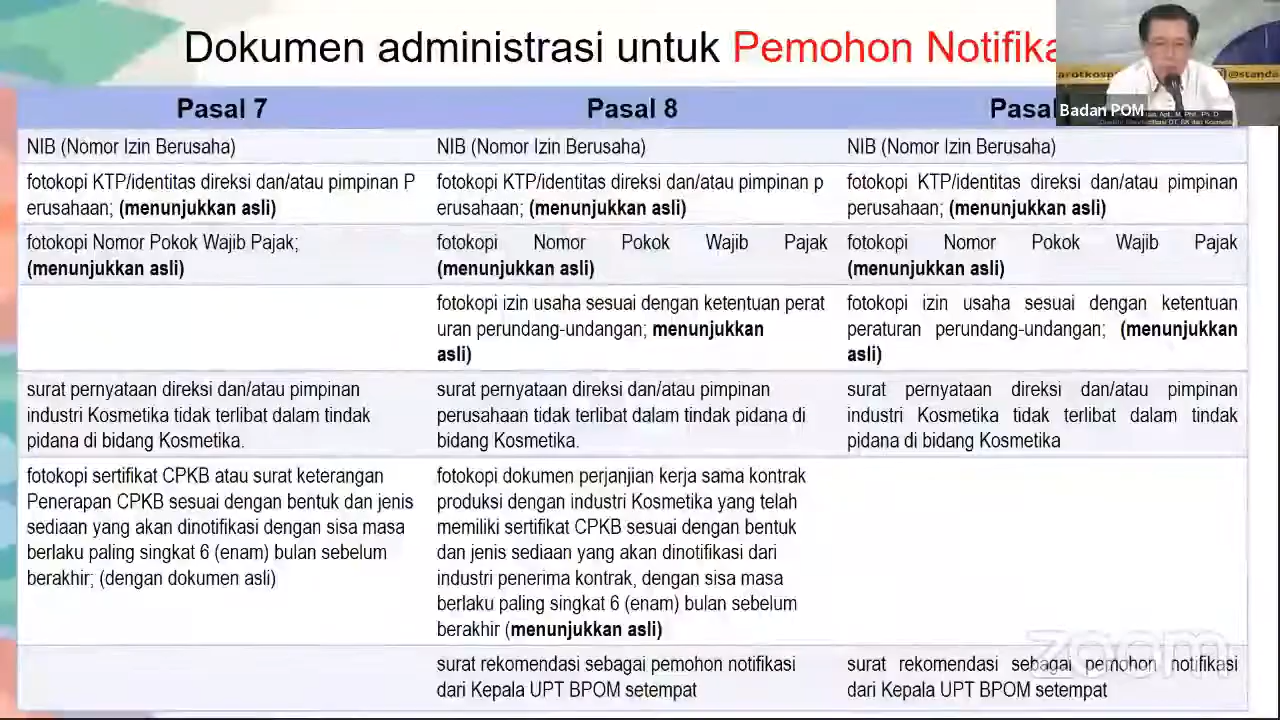 Dokumen administrasi untuk Pemohon Notifika
arotkosp
@standa
Badan POM
Apt., M. Phil., Ph. D
Pasal 7
Pasal 8
Pasal
NIB (Nomor Izin Berusaha)
NIB (Nomor Izin Berusaha)
NIB (Nomor Izin Berusaha)
fotokopi KTP/identitas direksi dan/atau pimpinan P
erusahaan; (menunjukkan asli)
fotokopi KTP/identitas direksi dan/atau pimpinan p
erusahaan; (menunjukkan asli)
fotokopi KTP/identitas direksi dan/atau pimpinan
perusahaan; (menunjukkan asli)
fotokopi Nomor Pokok Wajib Pajak;
(menunjukkan asli)
fotokopi Nomor Pokok Wajib Pajak
(menunjukkan asli)
fotokopi Nomor Pokok Wajib Pajak
(menunjukkan asli)
fotokopi izin usaha sesuai dengan ketentuan perat
uran perundang-undangan; menunjukkan
asli)
fotokopi izin usaha sesuai dengan ketentuan
peraturan perundang-undangan; (menunjukkan
asli)
surat pernyataan direksi dan/atau pimpinan
industri Kosmetika tidak terlibat dalam tindak
pidana di bidang Kosmetika.
surat pernyataan direksi dan/atau pimpinan
perusahaan tidak terlibat dalam tindak pidana di
bidang Kosmetika.
surat pernyataan direksi dan/atau pimpinan
industri Kosmetika tidak terlibat dalam tindak
pidana di bidang Kosmetika
fotokopi sertifikat CPKB atau surat keterangan
Penerapan CPKB sesuai dengan bentuk dan jenis
sediaan yang akan dinotifikasi dengan sisa masa
berlaku paling singkat 6 (enam) bulan sebelum
berakhir; (dengan dokumen asli)
fotokopi dokumen perjanjian kerja sama kontrak
produksi dengan industri Kosmetika yang telah
memiliki sertifikat CPKB sesuai dengan bentuk
dan jenis sediaan yang akan dinotifikasi dari
industri penerima kontrak, dengan sisa masa
berlaku paling singkat 6 (enam) bulan sebelum
berakhir (menunjukkan asli)
surat rekomendasi sebagai pemohon notifikasi
dari Kepala UPT BPOM setempat
surat rekomendasi sebagai pemohon notifikasi
dari Kepala UPT BPOM setempat
zoom